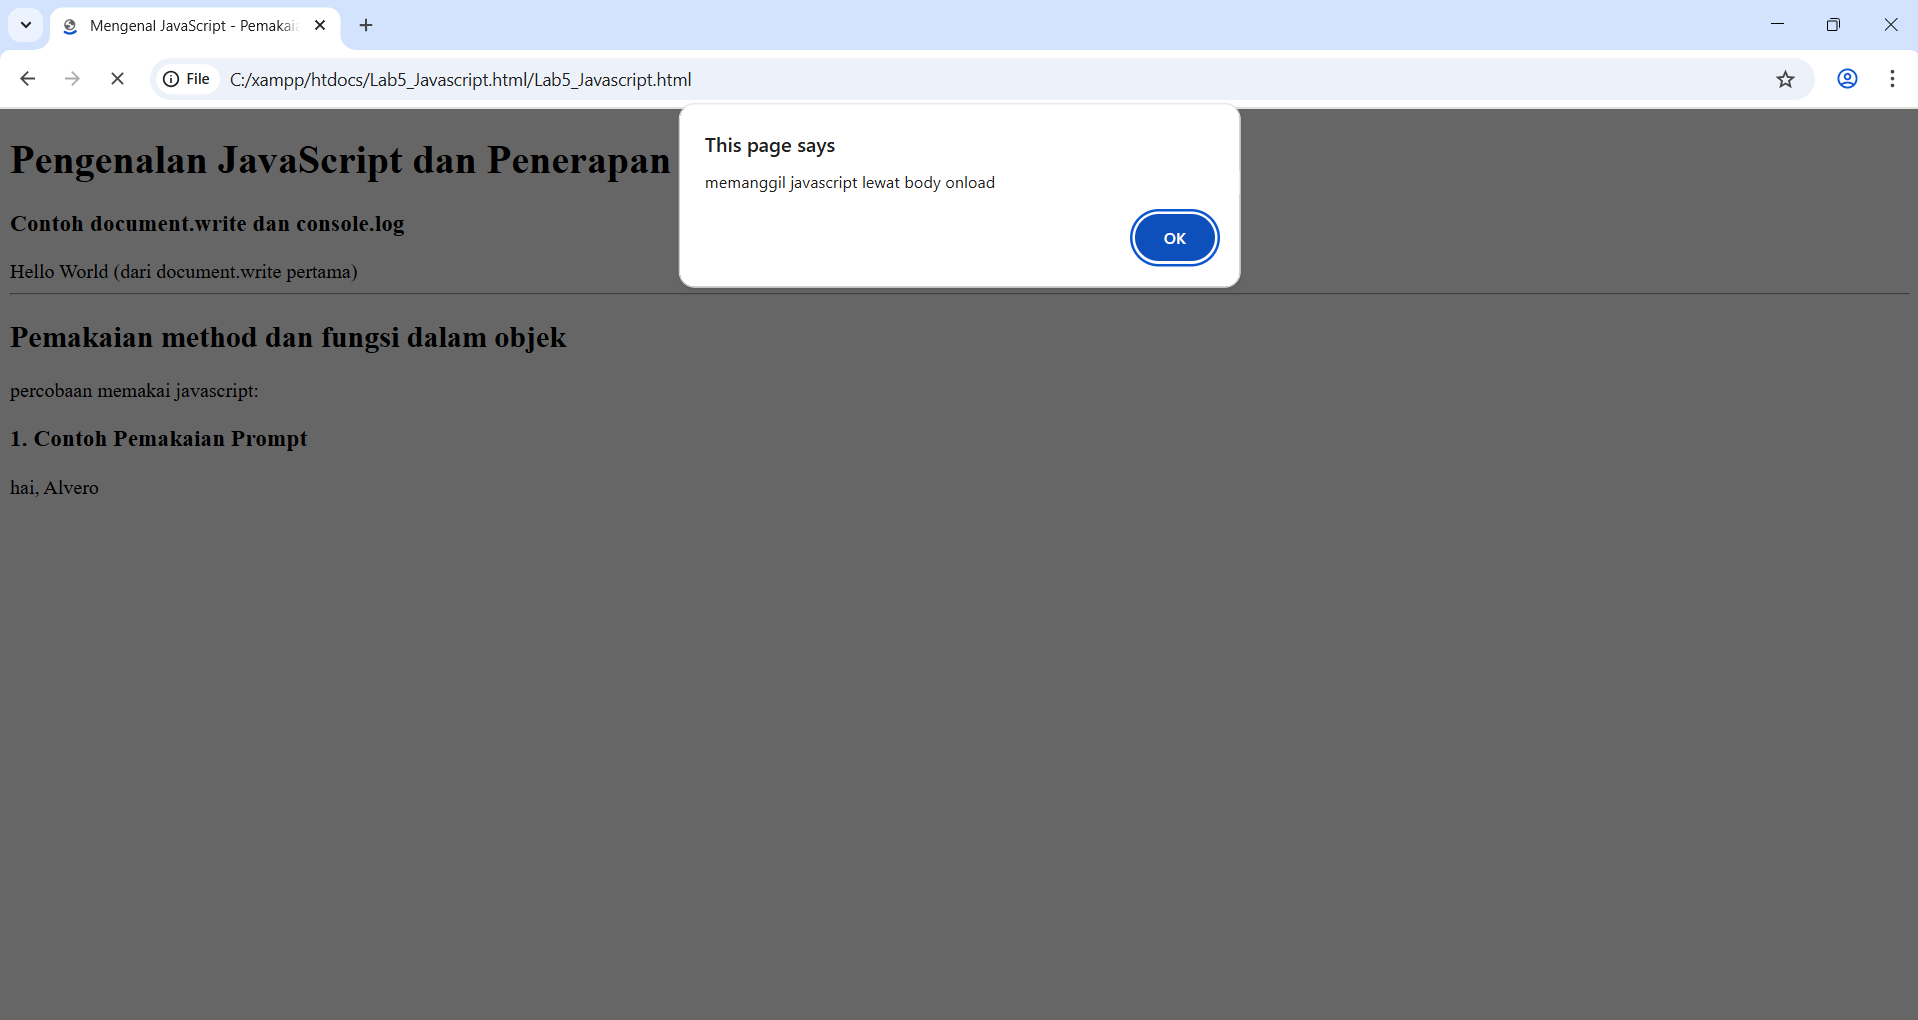 Mengenal JavaScript - Pemakai
File C:/xampp/htdocs/Lab5_Javascript.html/Lab5_Javascript.html
This page says
memanggil javascript lewat body onload
OK
Pengenalan JavaScript dan Penerapan
Contoh document.write dan console.log
Hello World (dari document.write pertama)
Pemakaian method dan fungsi dalam objek
percobaan memakai javascript:
1. Contoh Pemakaian Prompt
hai, Alvero